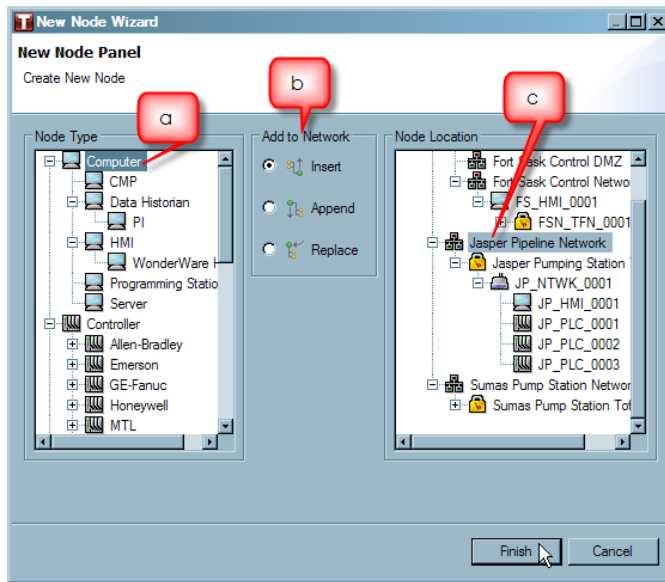 New Node Wizard
New Node Panel
Create New Node
a
b
c
Node Type
Computer
CMP
Data Historian
PI
HMI
WonderWare
Programming Statio
Server
Controller
Allen-Bradley
Emerson
GE-Fanuc
Honeywell
MTL
Add to Network
Insert
Append
Replace
Node Location
Fort Sask Control DMZ
Fort Sask Control Netwo
FS_HMI_0001
FSN_TFN_0001
Jasper Pipeline Network
Jasper Pumping Station
JP_NTWK_0001
JP_HMI_0001
JP_PLC_0001
JP_PLC_0002
JP_PLC_0003
Sumas Pump Station Networ
Sumas Pump Station Tof
Finish
Cancel